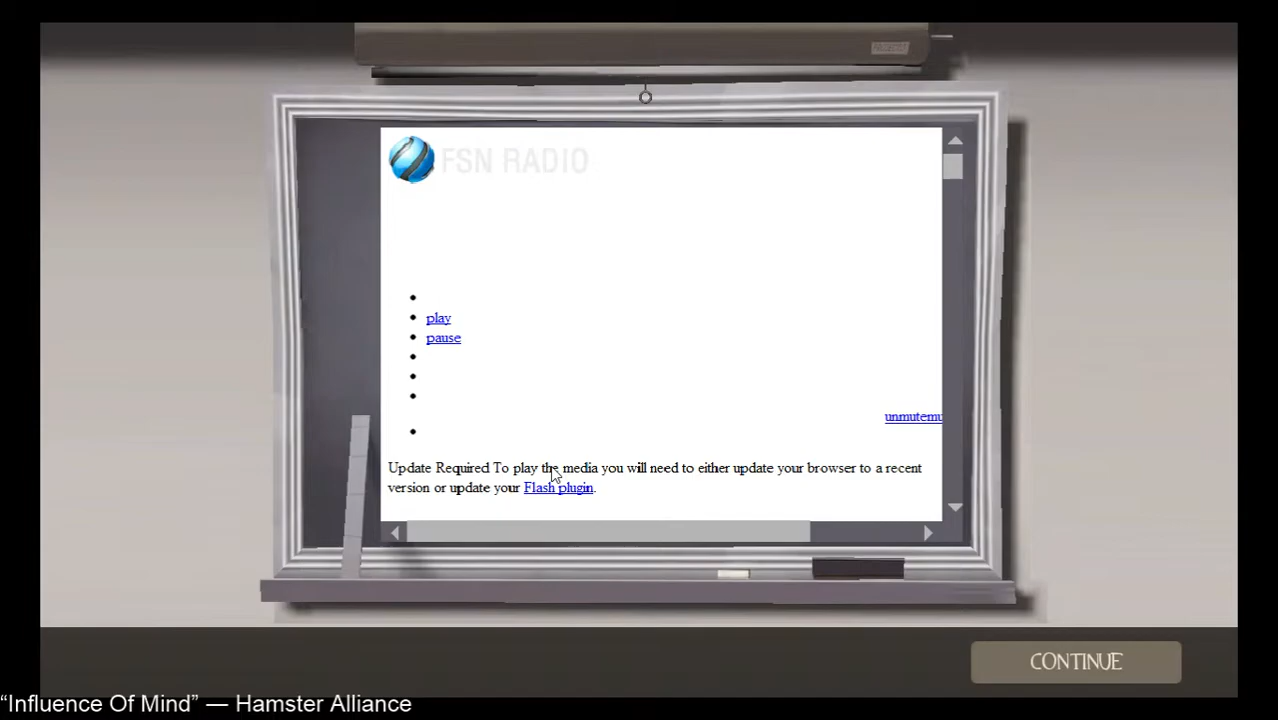 FSN RADIO
play
pause
unmutemu
Update Required To play the media you will need to either update your browser to a recent
version or update your Flash plugin.
CONTINUE
“Influence Of Mind” — Hamster Alliance